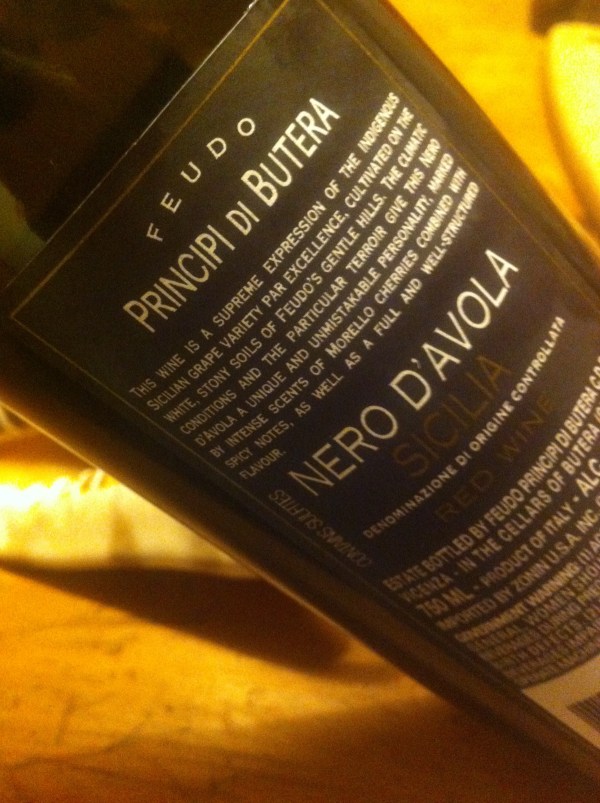 FEUDO
PRINCIPI DI BUTERA
THIS WINE IS A SUPREME EXPRESSION OF THE INDIGENOUS
SICILIAN GRAPE VARIETY PAR EXCELLENCE, CULTIVATED ON THE
WHITE, STONY SOILS OF FEUDO'S GENTLE HILLS. THE CLIMATIC
CONDITIONS AND THE PARTICULAR TERROIR GIVE THIS NERO
D'AVOLA A UNIQUE AND UNMISTAKABLE PERSONALITY, MARKED
BY INTENSE SCENTS OF MORELLO CHERRIES COMBINED WITH
SPICY NOTES, AS WELL AS A FULL AND WELL-STRUCTURED
FLAVOUR.
CONTAINS SULFITES
NERO D'AVOLA
SICILIA
DENOMINAZIONE DI ORIGINE CONTROLLATA
RED WINE
ESTATE BOTTLED BY FEUDO PRINCIPI DI BUTERA
IN THE CELLARS OF BUTERA
750 ML - PRODUCT OF ITALY - ALC
IMPORTED BY ZONIN U.S.A. INC.
GOVERNMENT WARNING:
WOMEN